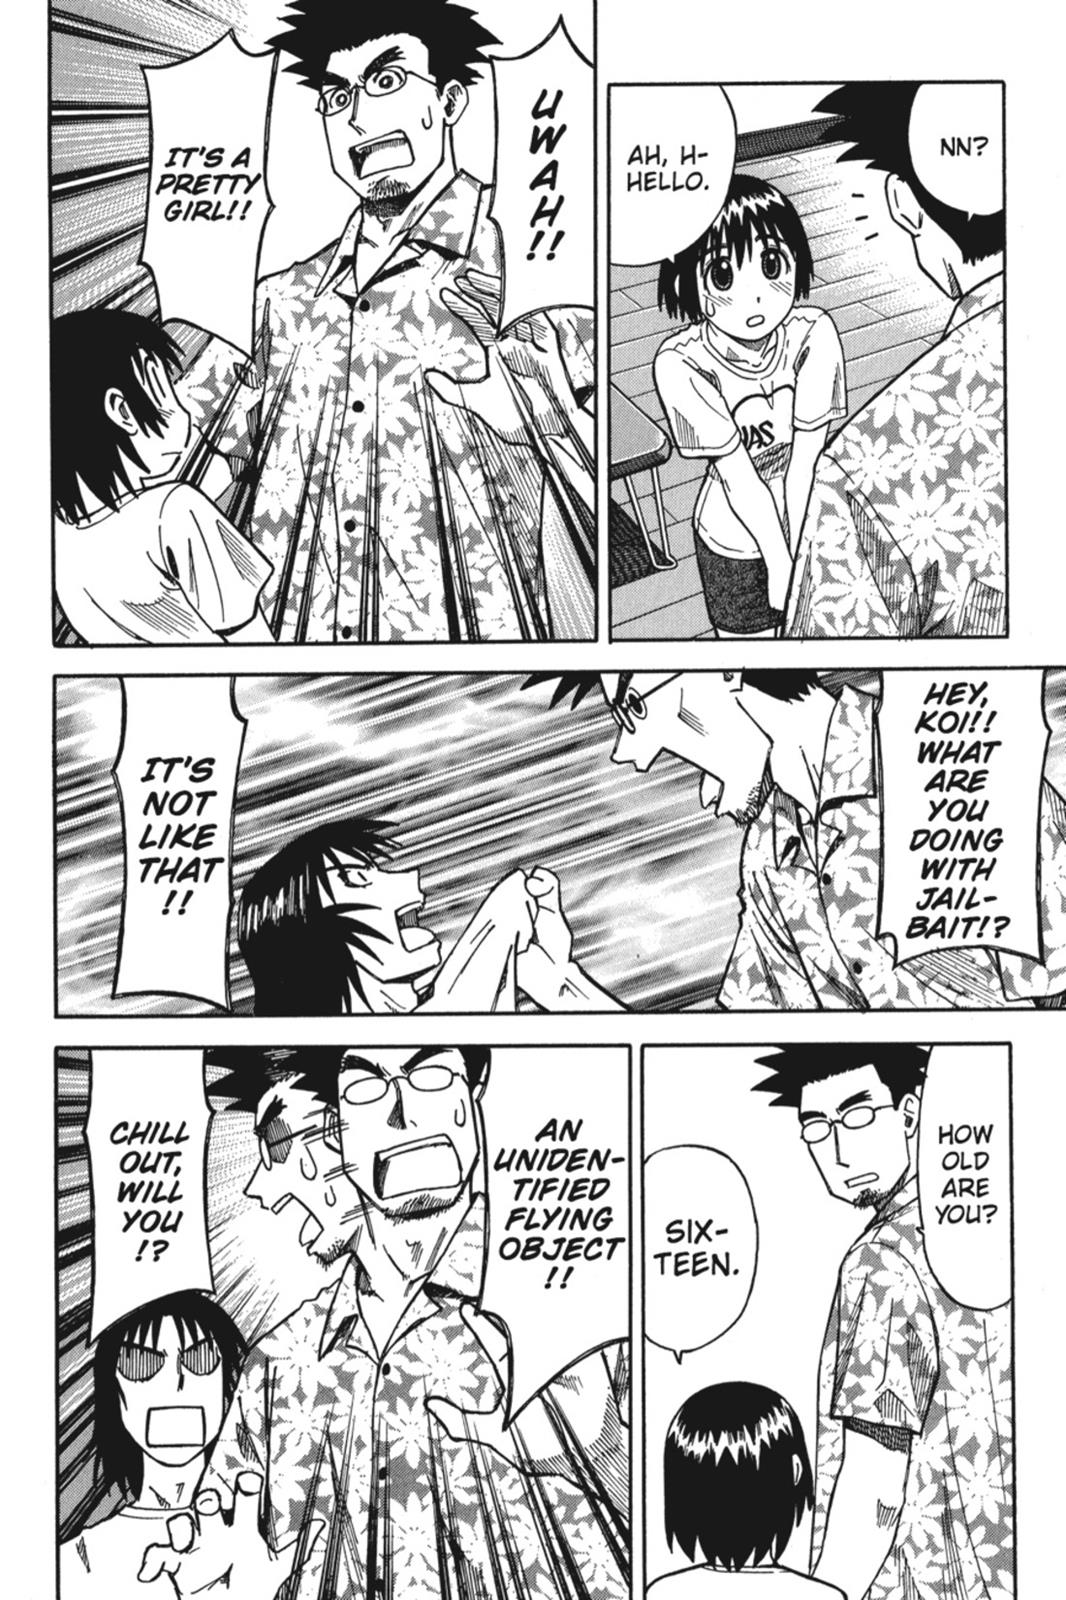 NN?
AH, H-
HELLO.
NAS
UWAH!!
IT'S A
PRETTY
GIRL!!
HEY,
KOI!!
WHAT
ARE
YOU
DOING
WITH
JAIL-
BAIT!?
IT'S
NOT
LIKE
THAT
!!
HOW
OLD
ARE
YOU?
SIX-
TEEN.
AN
UNIDEN-
TIFIED
FLYING
OBJECT
!!
CHILL
OUT,
WILL
YOU
!?